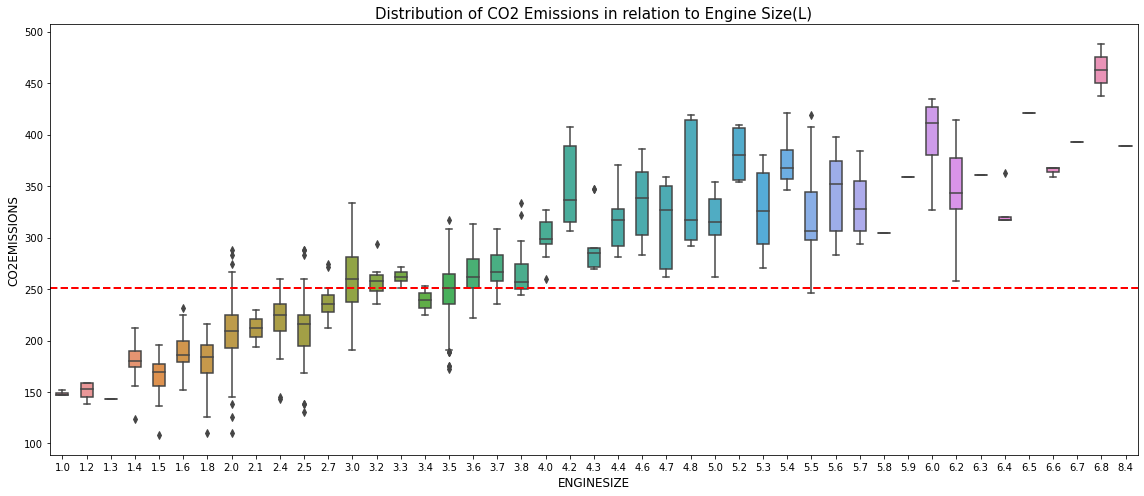 Distribution of CO2 Emissions in relation to Engine Size(L)
500
450
400
350
300
250
200
150
100
CO2EMISSIONS
1.0 1.2 1.3 1.4 1.5 1.6 1.8 2.0 2.1 2.4 2.5 2.7 3.0 3.2 3.3 3.4 3.5 3.6 3.7 3.8 4.0 4.2 4.3 4.4 4.6 4.7 4.8 5.0 5.2 5.3 5.4 5.5 5.6 5.7 5.8 5.9 6.0 6.2 6.3 6.4 6.5 6.6 6.7 6.8 8.4
ENGINESIZE